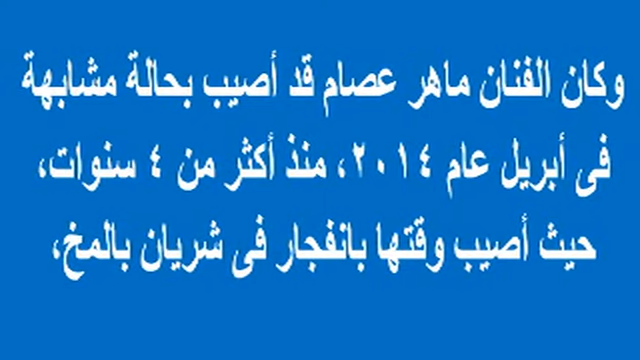 وكان الفنان ماهر عصام قد أصيب بحالة مشابهة
فى أبريل عام ٢٠١٤، منذ أكثر من ٤ سنوات،
حيث أصيب وقتها بانفجار فى شريان بالمخ،